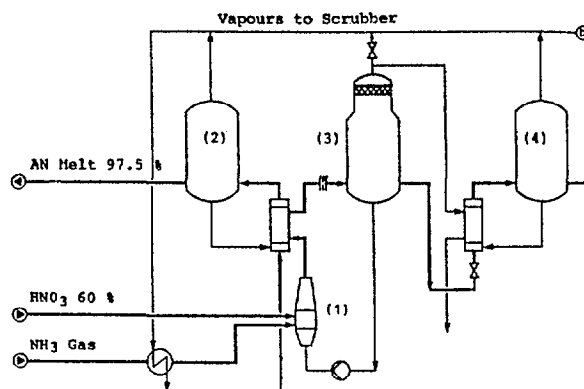 Vapours to Scrubber
(2)
(3)
(4)
AN Melt 97.5 %
HNO3 60 %
(1)
NH3 Gas